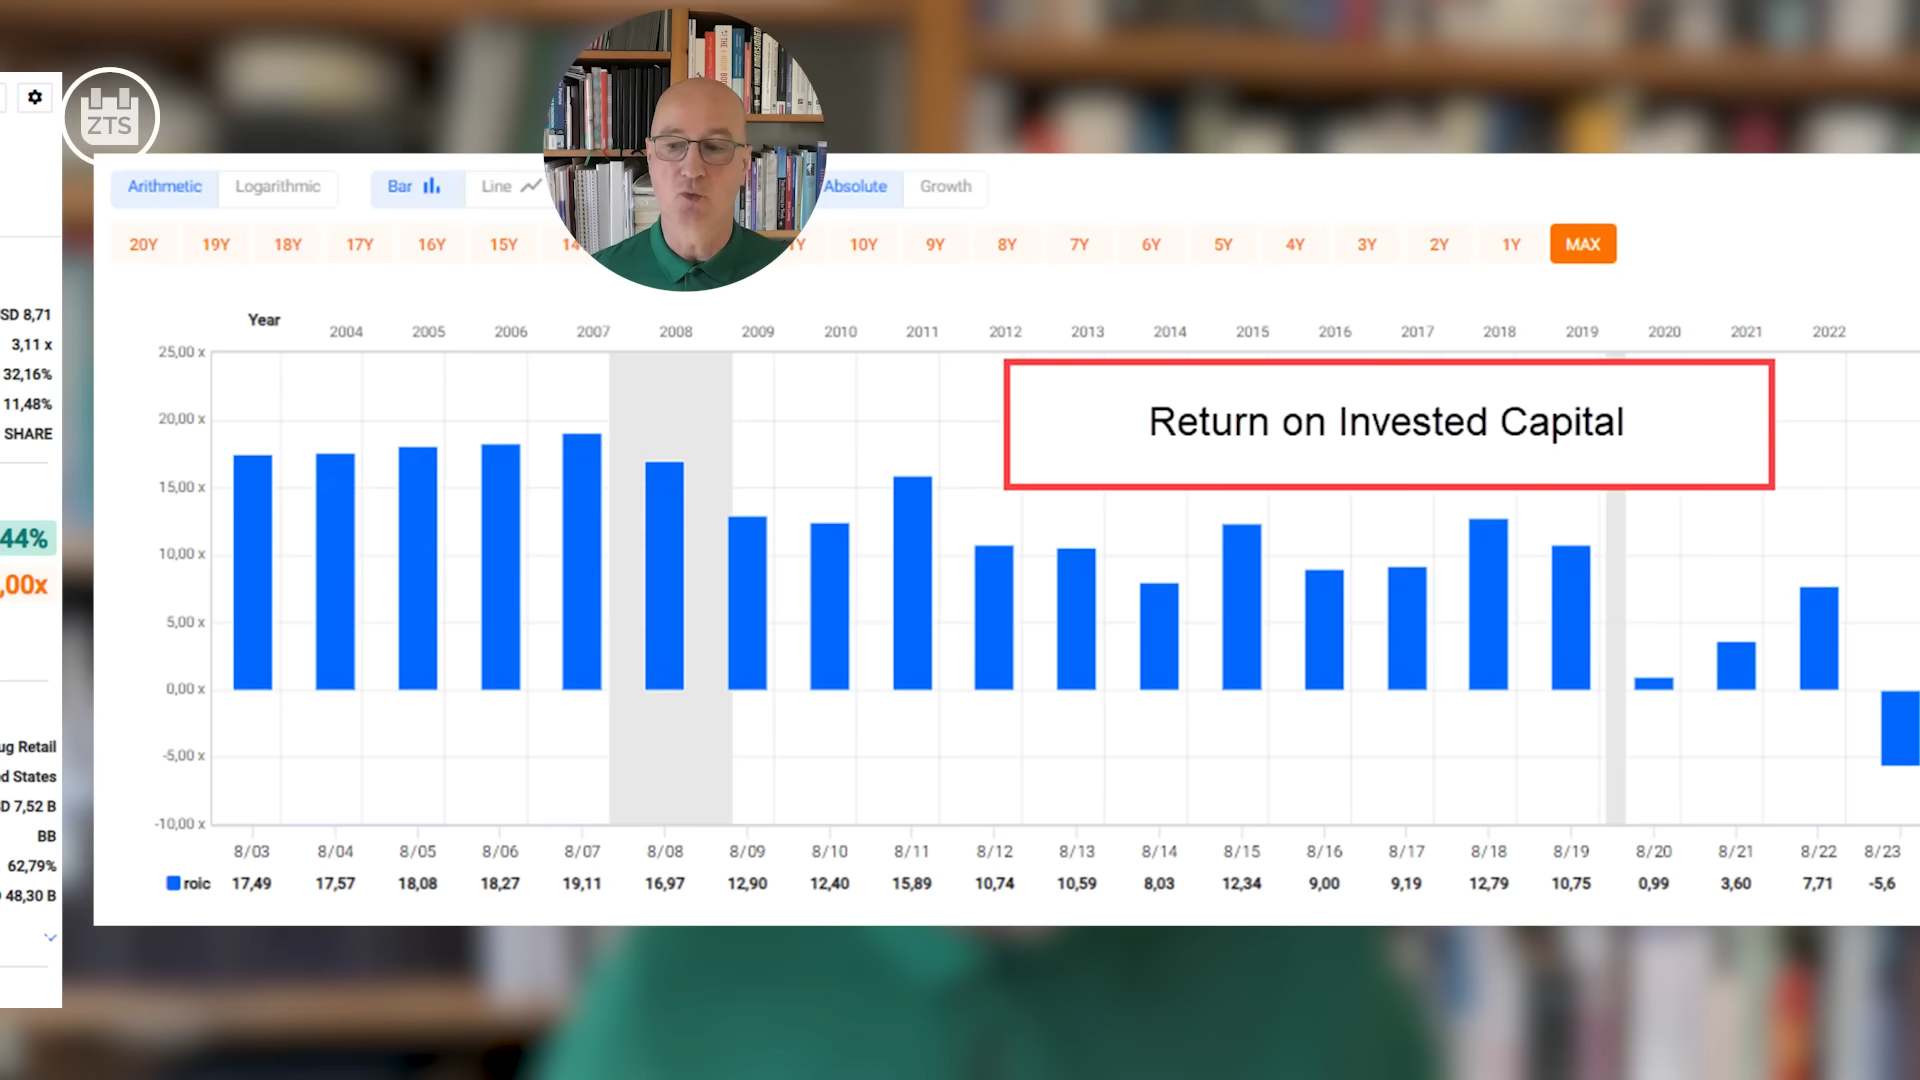 ZTS
Arithmetic Logarithmic Bar Line Absolute Growth
20Y 19Y 18Y 17Y 16Y 15Y 14 1Y 10Y 9Y 8Y 7Y 6Y 5Y 4Y 3Y 2Y 1Y MAX
Year 2004 2005 2006 2007 2008 2009 2010 2011 2012 2013 2014 2015 2016 2017 2018 2019 2020 2021 2022
SD 8,71
3,11 x
32,16%
11,48%
SHARE
44%
,00x
ug Retail
d States
D 7,52 B
BB
62,79%
48,30 B
25,00 x
20,00 x
15,00 x
10,00 x
5,00 x
0,00 x
-5,00 x
-10,00 x
Return on Invested Capital
8/03 8/04 8/05 8/06 8/07 8/08 8/09 8/10 8/11 8/12 8/13 8/14 8/15 8/16 8/17 8/18 8/19 8/20 8/21 8/22 8/23
roic 17,49 17,57 18,08 18,27 19,11 16,97 12,90 12,40 15,89 10,74 10,59 8,03 12,34 9,00 9,19 12,79 10,75 0,99 3,60 7,71 -5,6